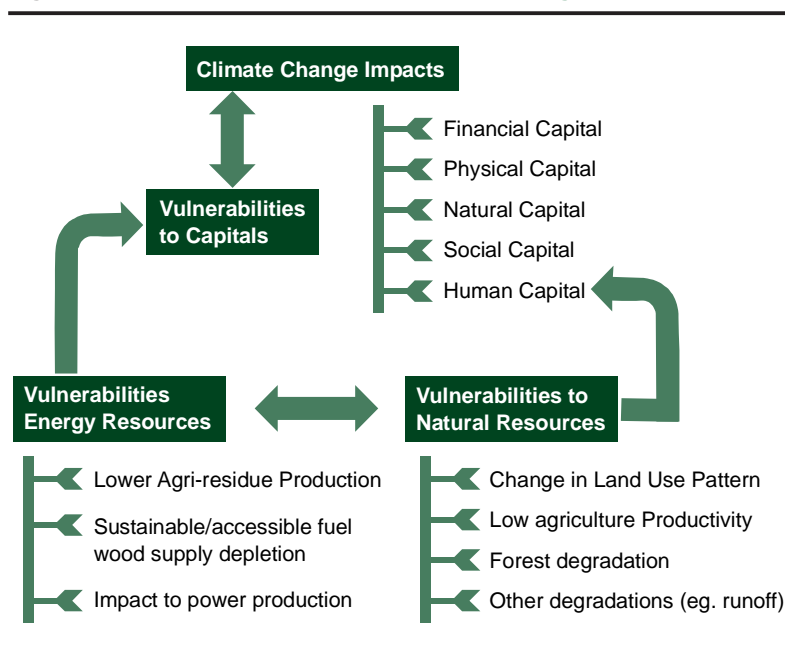 Climate Change Impacts
Financial Capital
Physical Capital
Natural Capital
Social Capital
Human Capital
Vulnerabilities
to Capitals
Vulnerabilities
Energy Resources
Lower Agri-residue Production
Sustainable/accessible fuel
wood supply depletion
Impact to power production
Vulnerabilities to
Natural Resources
Change in Land Use Pattern
Low agriculture Productivity
Forest degradation
Other degradations (eg. runoff)